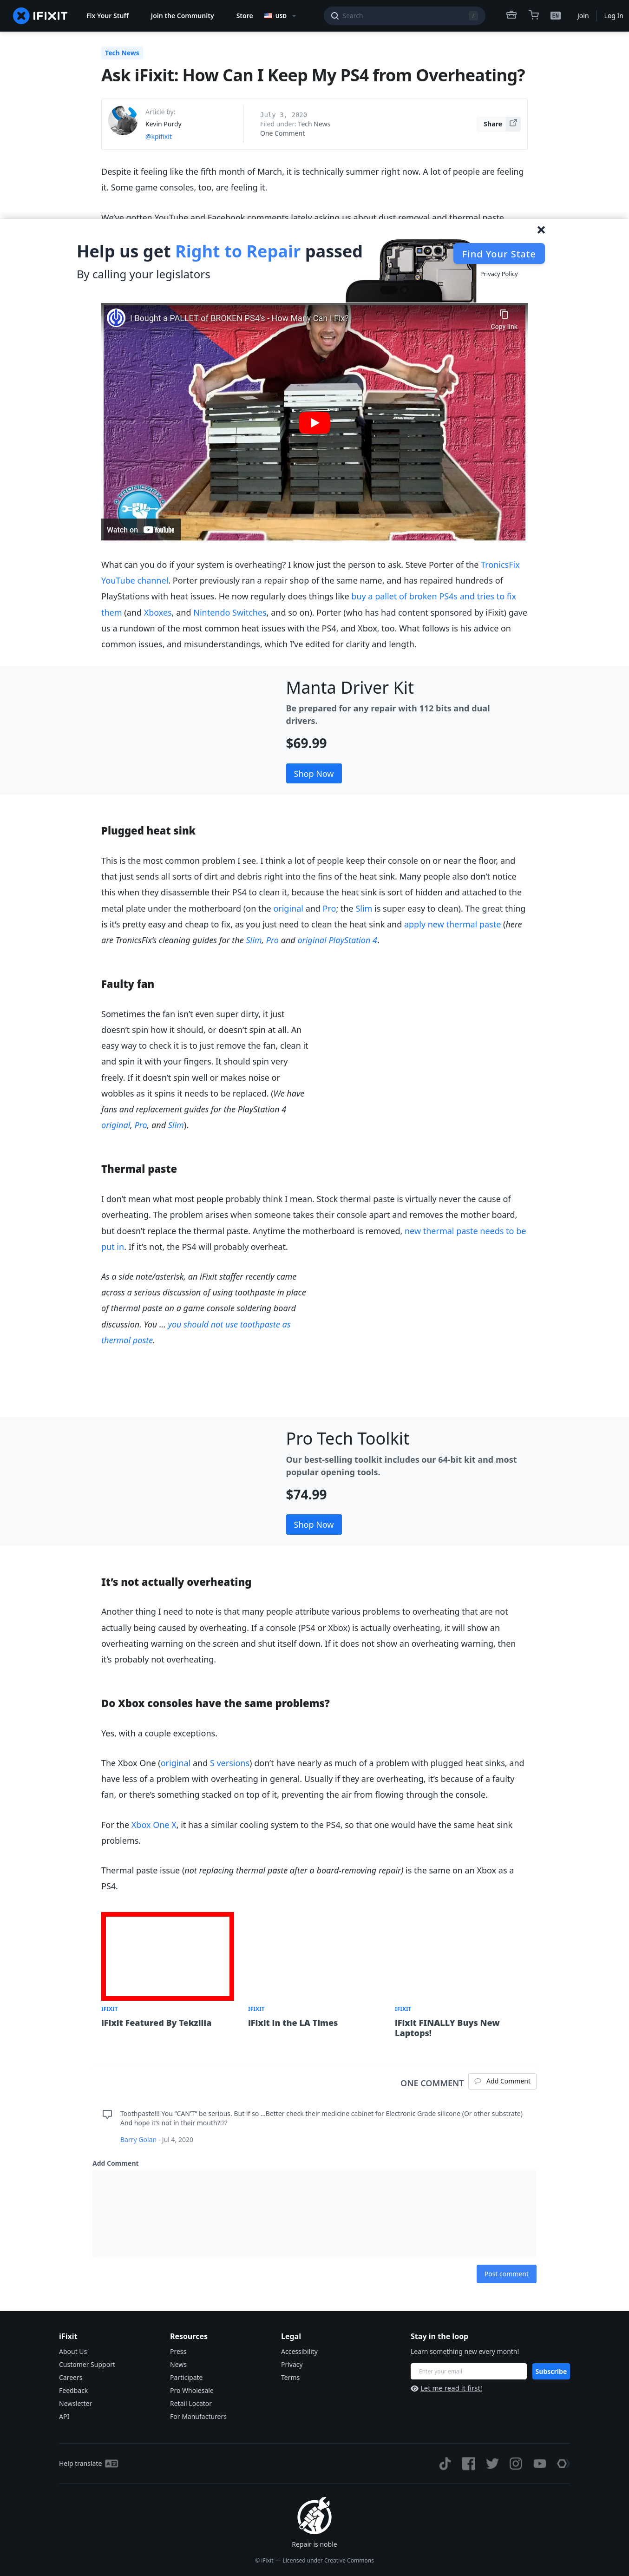 IFIXIT
Fix Your Stuff
Join the Community
Store
USD
Search
/
EN
Join
Log In
Tech News
Ask iFixit: How Can I Keep My PS4 from Overheating?
Article by:
Kevin Purdy
@kpifixit
July 3, 2020
Filed under: Tech News
One Comment
Share
Despite it feeling like the fifth month of March, it is technically summer right now. A lot of people are feeling
it. Some game consoles, too, are feeling it.
We've gotten YouTube and Facebook comments lately asking us about dust removal and thermal paste
Help us get Right to Repair passed
By calling your legislators
Find Your State
Privacy Policy
I Bought a PALLET of BROKEN PS4's - How Many Can I Fix?
Copy link
Watch on YouTube
What can you do if your system is overheating? I know just the person to ask. Steve Porter of the TronicsFix
YouTube channel. Porter previously ran a repair shop of the same name, and has repaired hundreds of
PlayStations with heat issues. He now regularly does things like buy a pallet of broken PS4s and tries to fix
them (and Xboxes, and Nintendo Switches, and so on). Porter (who has had content sponsored by iFixit) gave
us a rundown of the most common heat issues with the PS4, and Xbox, too. What follows is his advice on
common issues, and misunderstandings, which I've edited for clarity and length.
Manta Driver Kit
Be prepared for any repair with 112 bits and dual
drivers.
$69.99
Shop Now
Plugged heat sink
This is the most common problem I see. I think a lot of people keep their console on or near the floor, and
that just sends all sorts of dirt and debris right into the fins of the heat sink. Many people also don't notice
this when they disassemble their PS4 to clean it, because the heat sink is sort of hidden and attached to the
metal plate under the motherboard (on the original and Pro; the Slim is super easy to clean). The great thing
is it's pretty easy and cheap to fix, as you just need to clean the heat sink and apply new thermal paste (here
are TronicsFix's cleaning guides for the Slim, Pro and original PlayStation 4.
Faulty fan
Sometimes the fan isn't even super dirty, it just
doesn't spin how it should, or doesn't spin at all. An
easy way to check it is to just remove the fan, clean it
and spin it with your fingers. It should spin very
freely. If it doesn't spin well or makes noise or
wobbles as it spins it needs to be replaced. (We have
fans and replacement guides for the PlayStation 4
original, Pro, and Slim).
Thermal paste
I don't mean what most people probably think I mean. Stock thermal paste is virtually never the cause of
overheating. The problem arises when someone takes their console apart and removes the mother board,
but doesn't replace the thermal paste. Anytime the motherboard is removed, new thermal paste needs to be
put in. If it's not, the PS4 will probably overheat.
As a side note/asterisk, an iFixit staffer recently came
across a serious discussion of using toothpaste in place
of thermal paste on a game console soldering board
discussion. You … you should not use toothpaste as
thermal paste.
Pro Tech Toolkit
Our best-selling toolkit includes our 64-bit kit and most
popular opening tools.
$74.99
Shop Now
It's not actually overheating
Another thing I need to note is that many people attribute various problems to overheating that are not
actually being caused by overheating. If a console (PS4 or Xbox) is actually overheating, it will show an
overheating warning on the screen and shut itself down. If it does not show an overheating warning, then
it's probably not overheating.
Do Xbox consoles have the same problems?
Yes, with a couple exceptions.
The Xbox One (original and S versions) don't have nearly as much of a problem with plugged heat sinks, and
have less of a problem with overheating in general. Usually if they are overheating, it's because of a faulty
fan, or there's something stacked on top of it, preventing the air from flowing through the console.
For the Xbox One X, it has a similar cooling system to the PS4, so that one would have the same heat sink
problems.
Thermal paste issue (not replacing thermal paste after a board-removing repair) is the same on an Xbox as a
PS4.
IFIXIT
iFixit Featured By Tekzilla
IFIXIT
iFixit in the LA Times
IFIXIT
iFixit FINALLY Buys New
Laptops!
ONE COMMENT
Add Comment
Toothpaste!!! You "CAN'T" be serious. But if so ...Better check their medicine cabinet for Electronic Grade silicone (Or other substrate)
And hope it's not in their mouth?!??
Barry Goian - Jul 4, 2020
Add Comment
Post comment
iFixit
About Us
Customer Support
Careers
Feedback
Newsletter
API
Resources
Press
News
Participate
Pro Wholesale
Retail Locator
For Manufacturers
Legal
Accessibility
Privacy
Terms
Stay in the loop
Learn something new every month!
Enter your email
Subscribe
Let me read it first!
Help translate
Repair is noble
© iFixit — Licensed under Creative Commons